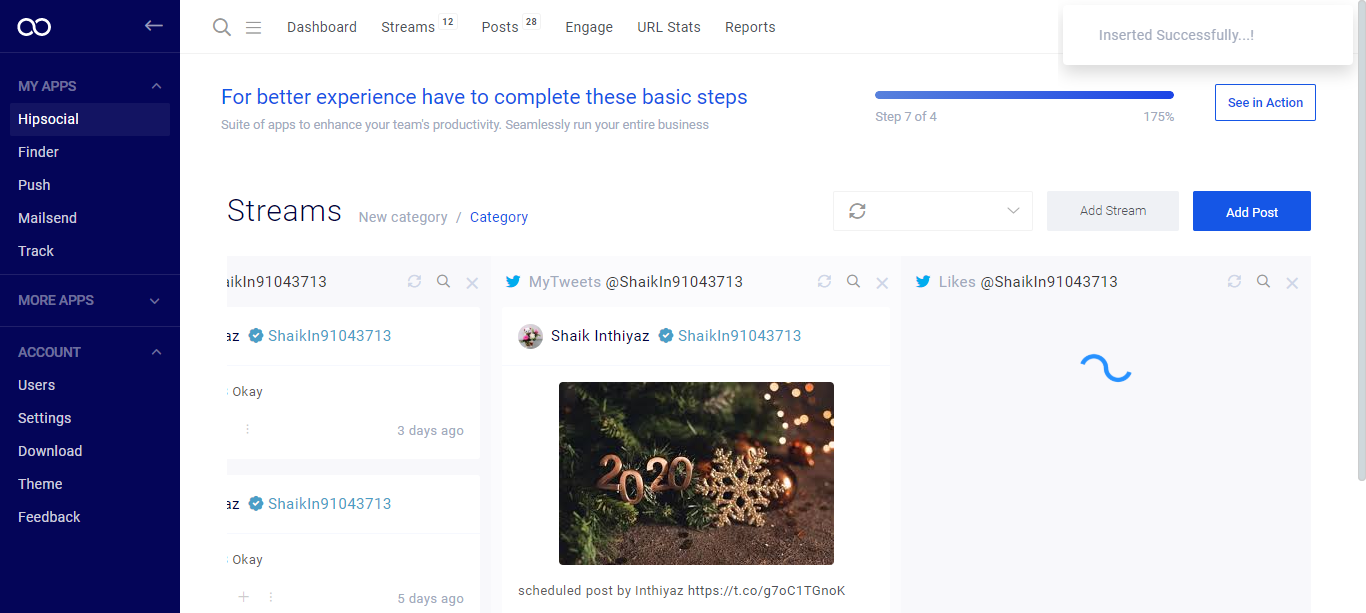 Dashboard Streams 12 Posts 28 Engage URL Stats Reports
Inserted Successfully...!
MY APPS
Hipsocial
Finder
Push
Mailsend
Track
MORE APPS
ACCOUNT
Users
Settings
Download
Theme
Feedback
For better experience have to complete these basic steps
Suite of apps to enhance your team's productivity. Seamlessly run your entire business
Step 7 of 4 175%
See in Action
Streams New category / Category
Add Stream
Add Post
aikIn91043713
az ShaikIn91043713
Okay
3 days ago
az ShaikIn91043713
Okay
5 days ago
MyTweets @ShaikIn91043713
Shaik Inthiyaz ShaikIn91043713
2020
scheduled post by Inthiyaz https://t.co/g7oC1TGnoK
Likes @ShaikIn91043713